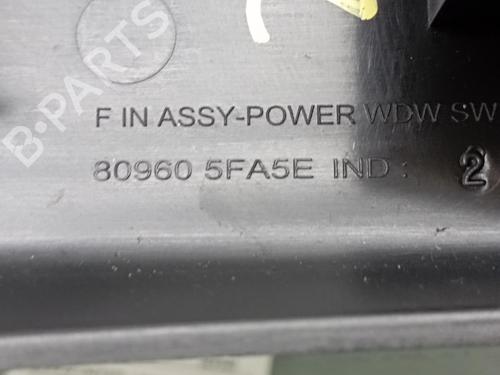 B-PARTS
F IN ASSY-POWER WDW SW
80960 5FA5E IND : 2